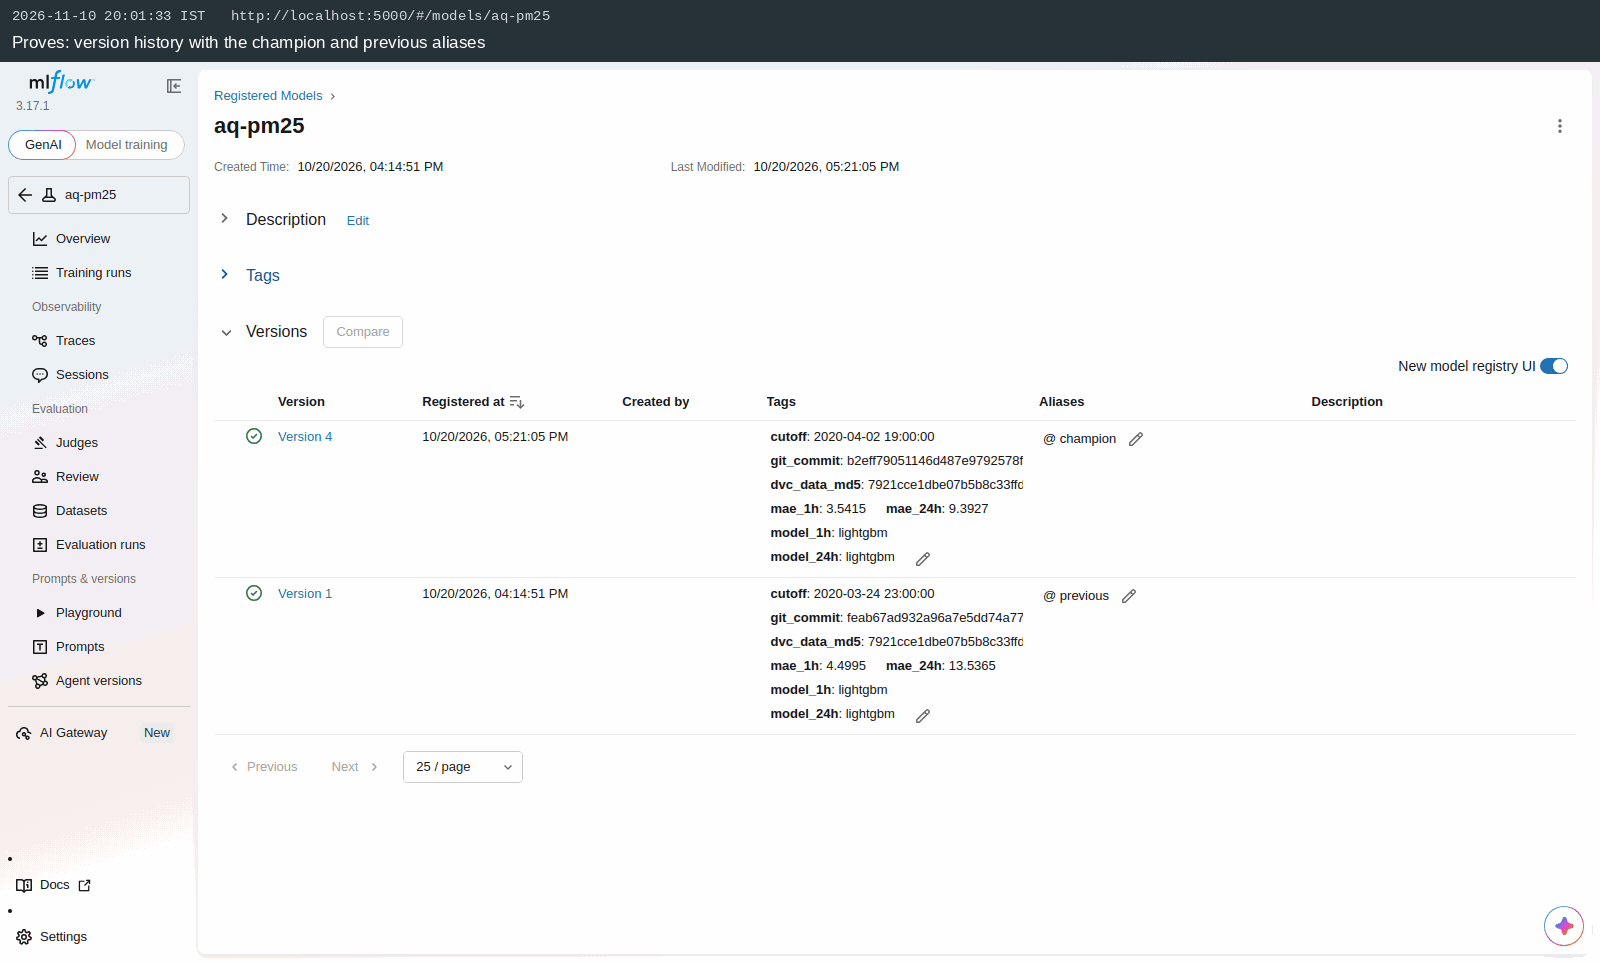 2026-11-10 20:01:33 IST http://localhost:5000/#/models/aq-pm25
Proves: version history with the champion and previous aliases
mlflow
3.17.1
GenAI Model training
aq-pm25
Overview
Training runs
Observability
Traces
Sessions
Evaluation
Judges
Review
Datasets
Evaluation runs
Prompts & versions
Playground
Prompts
Agent versions
AI Gateway New
Docs
Settings
Registered Models
aq-pm25
Created Time: 10/20/2026, 04:14:51 PM Last Modified: 10/20/2026, 05:21:05 PM
Description Edit
Tags
Versions Compare
New model registry UI
Version Registered at Created by Tags Aliases Description
Version 4 10/20/2026, 05:21:05 PM cutoff: 2020-04-02 19:00:00 @ champion
git_commit: b2eff79051146d487e9792578f
dvc_data_md5: 7921cce1dbe07b5b8c33ffd
mae_1h: 3.5415 mae_24h: 9.3927
model_1h: lightgbm
model_24h: lightgbm
Version 1 10/20/2026, 04:14:51 PM cutoff: 2020-03-24 23:00:00 @ previous
git_commit: feab67ad932a96a7e5dd74a77
dvc_data_md5: 7921cce1dbe07b5b8c33ffd
mae_1h: 4.4995 mae_24h: 13.5365
model_1h: lightgbm
model_24h: lightgbm
Previous Next 25 / page